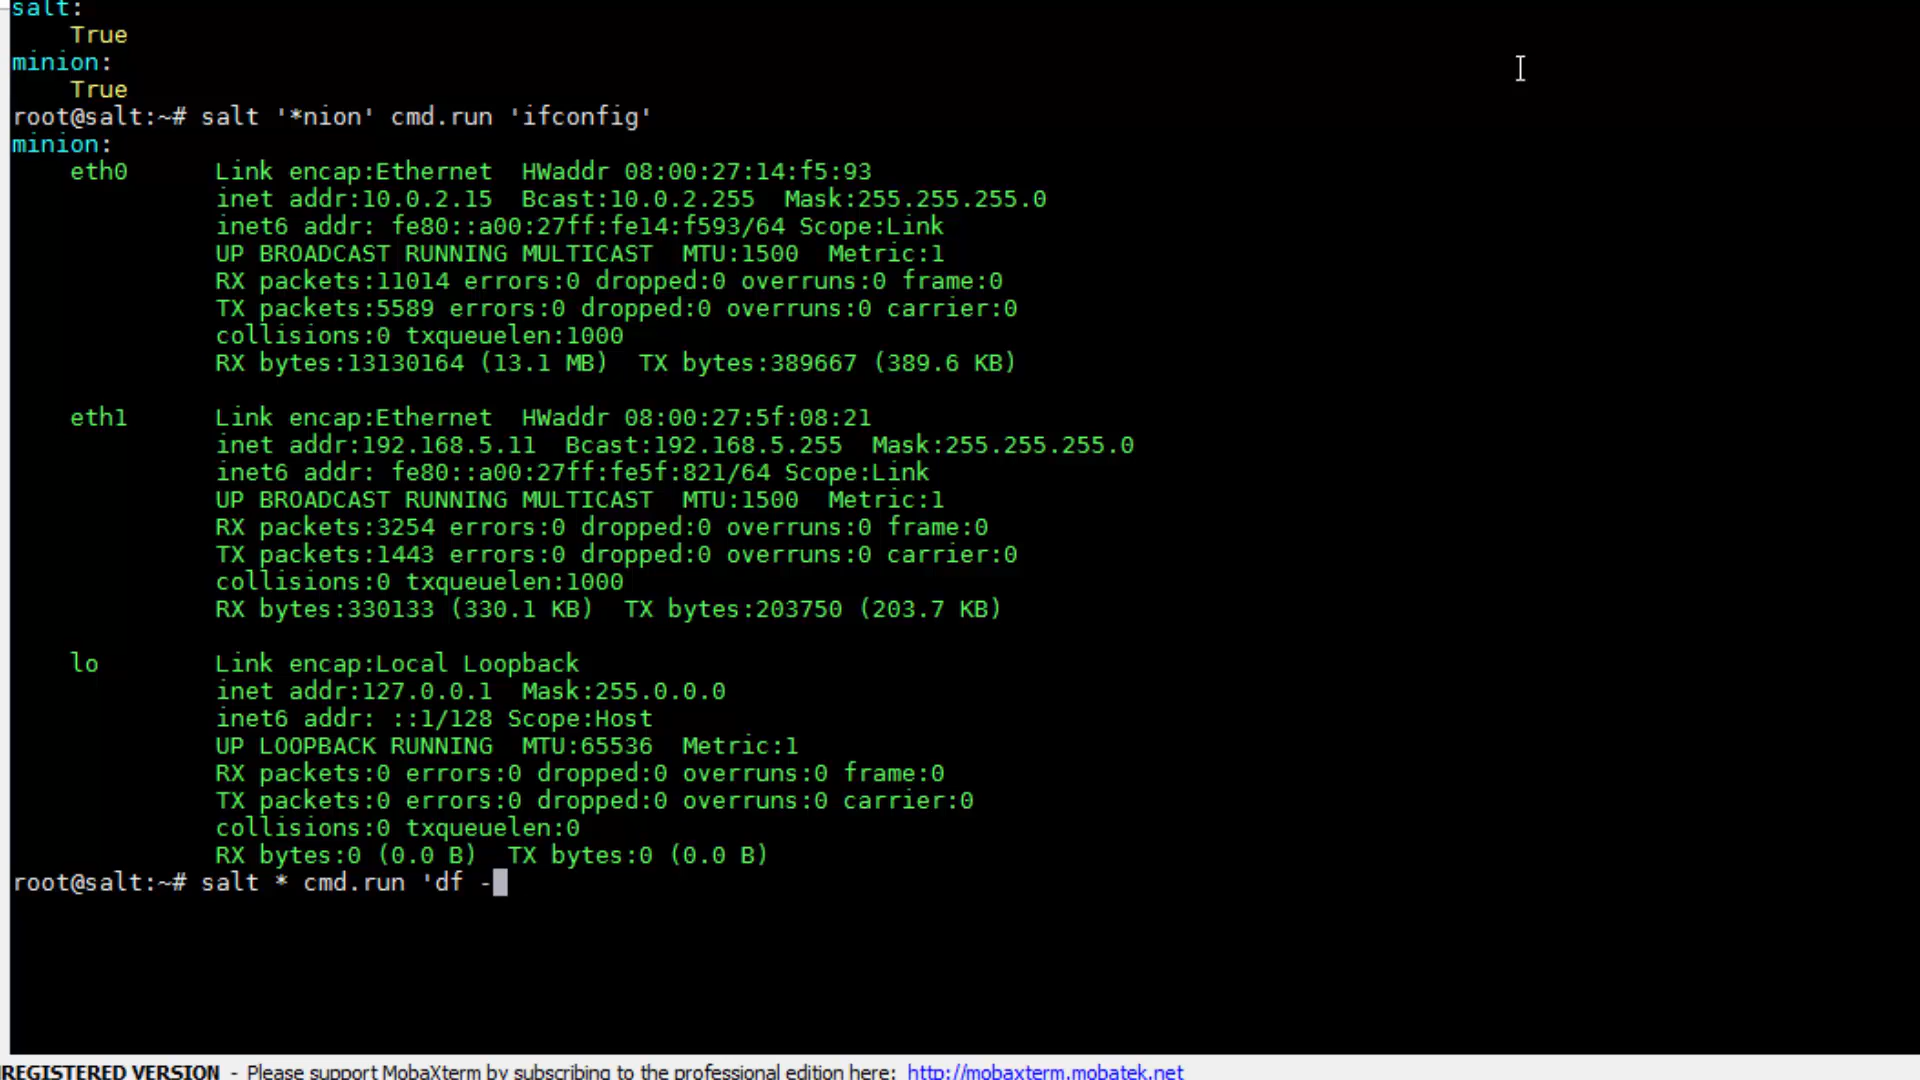 salt:
True
minion:
True
root@salt:~# salt '*nion' cmd.run 'ifconfig'
minion:
eth0 Link encap:Ethernet HWaddr 08:00:27:14:f5:93
inet addr:10.0.2.15 Bcast:10.0.2.255 Mask:255.255.255.0
inet6 addr: fe80::a00:27ff:fe14:f593/64 Scope:Link
UP BROADCAST RUNNING MULTICAST MTU:1500 Metric:1
RX packets:11014 errors:0 dropped:0 overruns:0 frame:0
TX packets:5589 errors:0 dropped:0 overruns:0 carrier:0
collisions:0 txqueuelen:1000
RX bytes:13130164 (13.1 MB) TX bytes:389667 (389.6 KB)
eth1 Link encap:Ethernet HWaddr 08:00:27:5f:08:21
inet addr:192.168.5.11 Bcast:192.168.5.255 Mask:255.255.255.0
inet6 addr: fe80::a00:27ff:fe5f:821/64 Scope:Link
UP BROADCAST RUNNING MULTICAST MTU:1500 Metric:1
RX packets:3254 errors:0 dropped:0 overruns:0 frame:0
TX packets:1443 errors:0 dropped:0 overruns:0 carrier:0
collisions:0 txqueuelen:1000
RX bytes:330133 (330.1 KB) TX bytes:203750 (203.7 KB)
lo Link encap:Local Loopback
inet addr:127.0.0.1 Mask:255.0.0.0
inet6 addr: ::1/128 Scope:Host
UP LOOPBACK RUNNING MTU:65536 Metric:1
RX packets:0 errors:0 dropped:0 overruns:0 frame:0
TX packets:0 errors:0 dropped:0 overruns:0 carrier:0
collisions:0 txqueuelen:0
RX bytes:0 (0.0 B) TX bytes:0 (0.0 B)
root@salt:~# salt * cmd.run 'df -
REGISTERED VERSION - Please support MobaXterm by subscribing to the professional edition here: http://mobaxterm.mobatek.net